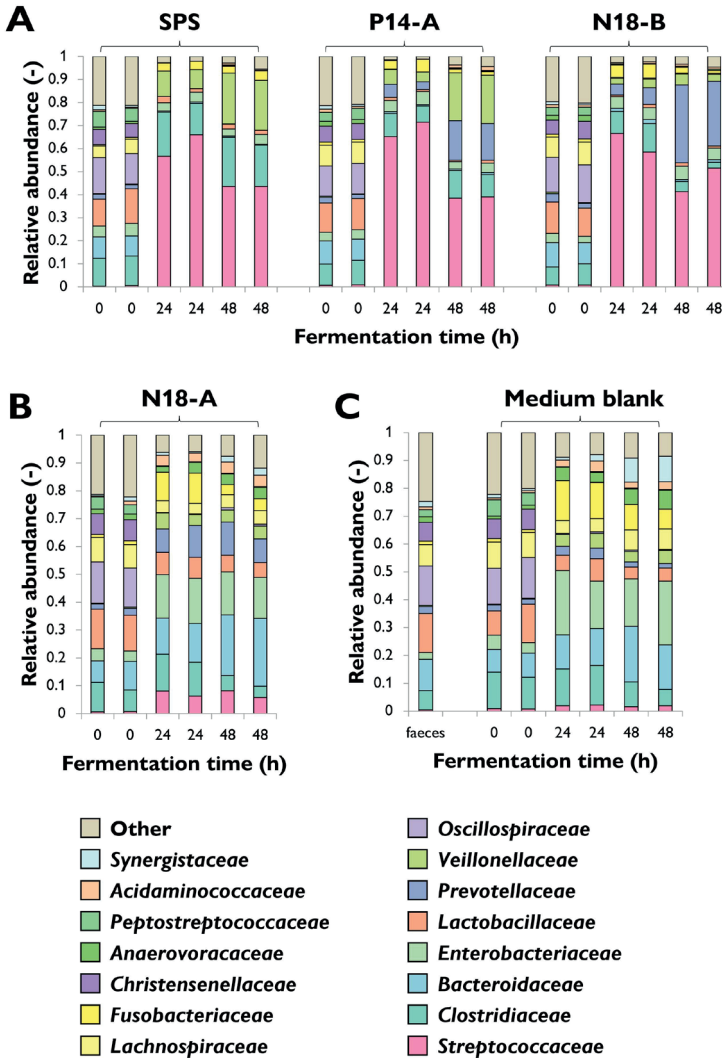 A
SPS P14-A N18-B
Relative abundance (-)
1
0.9
0.8
0.7
0.6
0.5
0.4
0.3
0.2
0.1
0
0 0 24 24 48 48 0 0 24 24 48 48 0 0 24 24 48 48
Fermentation time (h)
B
N18-A
Relative abundance (-)
1
0.9
0.8
0.7
0.6
0.5
0.4
0.3
0.2
0.1
0
0 0 24 24 48 48
Fermentation time (h)
C
Medium blank
Relative abundance (-)
1
0.9
0.8
0.7
0.6
0.5
0.4
0.3
0.2
0.1
0
faeces 0 0 24 24 48 48
Fermentation time (h)
Other
Synergistaceae
Acidaminococcaceae
Peptostreptococcaceae
Anaerovoracaceae
Christensenellaceae
Fusobacteriaceae
Lachnospiraceae
Oscillospiraceae
Veillonellaceae
Prevotellaceae
Lactobacillaceae
Enterobacteriaceae
Bacteroidaceae
Clostridiaceae
Streptococcaceae